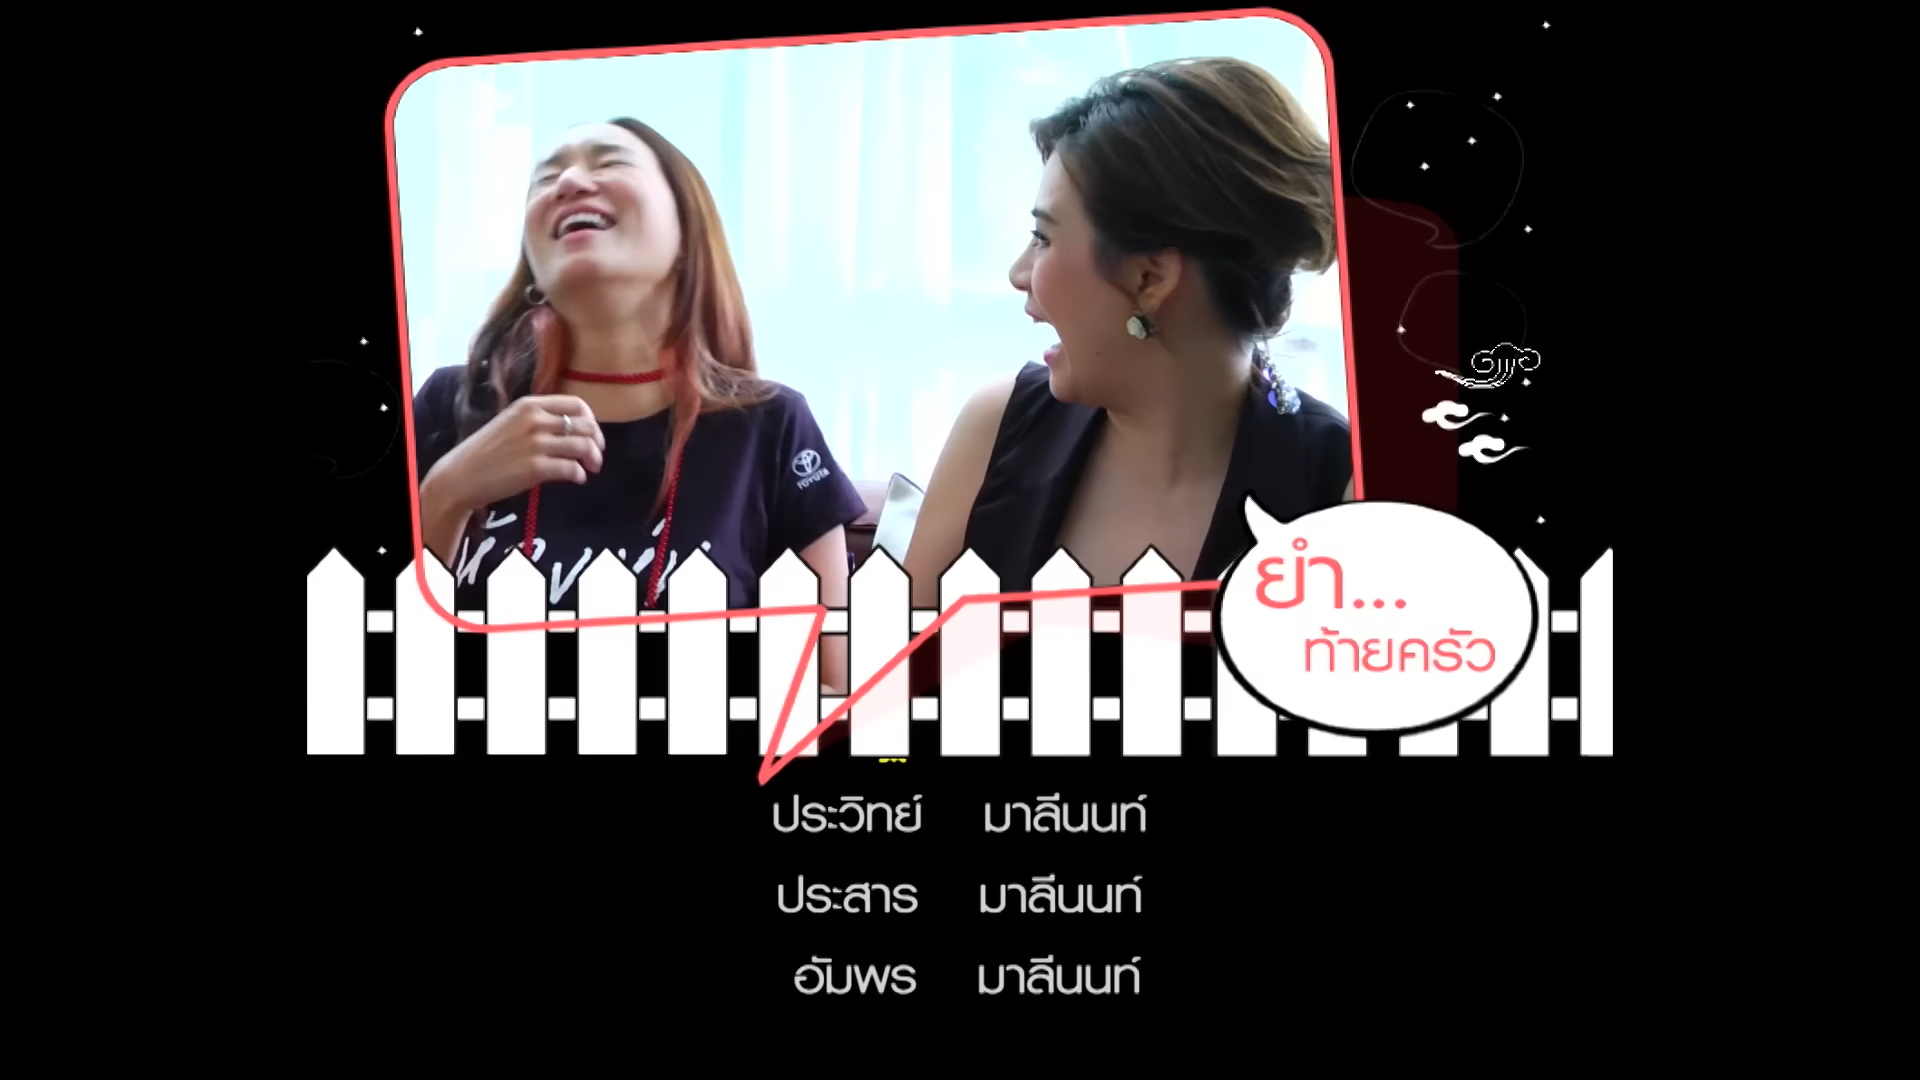 TOYOTA
ยำ...
ท้ายครัว
ประวิทย์ มาลีนนท์
ประสาร มาลีนนท์
อัมพร มาลีนนท์